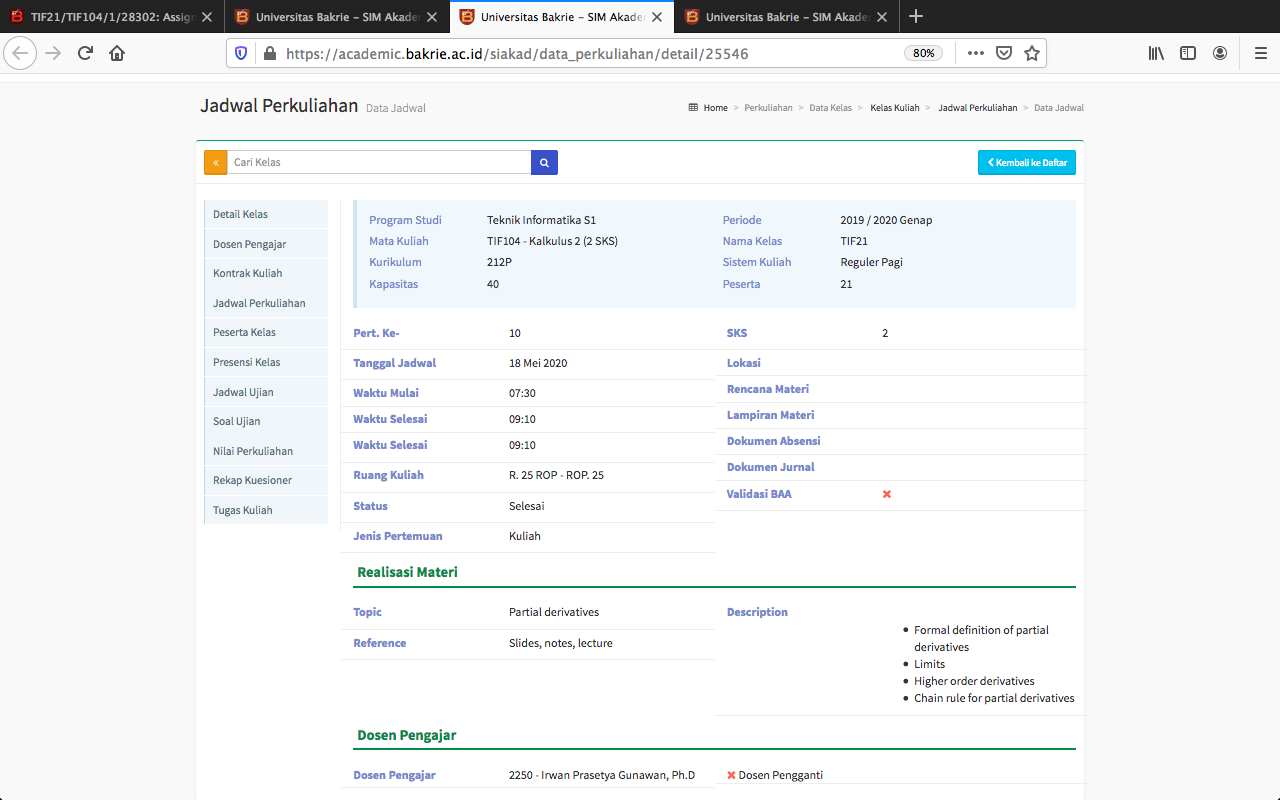 TIF21/TIF104/1/28302: Assign
Universitas Bakrie – SIM Akade
Universitas Bakrie – SIM Akade
Universitas Bakrie – SIM Akade
https://academic.bakrie.ac.id/siakad/data_perkuliahan/detail/25546
80%
Jadwal Perkuliahan Data Jadwal
Home > Perkuliahan > Data Kelas > Kelas Kuliah > Jadwal Perkuliahan > Data Jadwal
« Cari Kelas
Kembali ke Daftar
Detail Kelas
Dosen Pengajar
Kontrak Kuliah
Jadwal Perkuliahan
Peserta Kelas
Presensi Kelas
Jadwal Ujian
Soal Ujian
Nilai Perkuliahan
Rekap Kuesioner
Tugas Kuliah
Program Studi Teknik Informatika S1 Periode 2019 / 2020 Genap
Mata Kuliah TIF104 - Kalkulus 2 (2 SKS) Nama Kelas TIF21
Kurikulum 212P Sistem Kuliah Reguler Pagi
Kapasitas 40 Peserta 21
Pert. Ke- 10
Tanggal Jadwal 18 Mei 2020
Waktu Mulai 07:30
Waktu Selesai 09:10
Waktu Selesai 09:10
Ruang Kuliah R. 25 ROP - ROP. 25
Status Selesai
Jenis Pertemuan Kuliah
SKS 2
Lokasi
Rencana Materi
Lampiran Materi
Dokumen Absensi
Dokumen Jurnal
Validasi BAA
Realisasi Materi
Topic Partial derivatives
Reference Slides, notes, lecture
Description
• Formal definition of partial
derivatives
• Limits
• Higher order derivatives
• Chain rule for partial derivatives
Dosen Pengajar
Dosen Pengajar 2250 - Irwan Prasetya Gunawan, Ph.D Dosen Pengganti